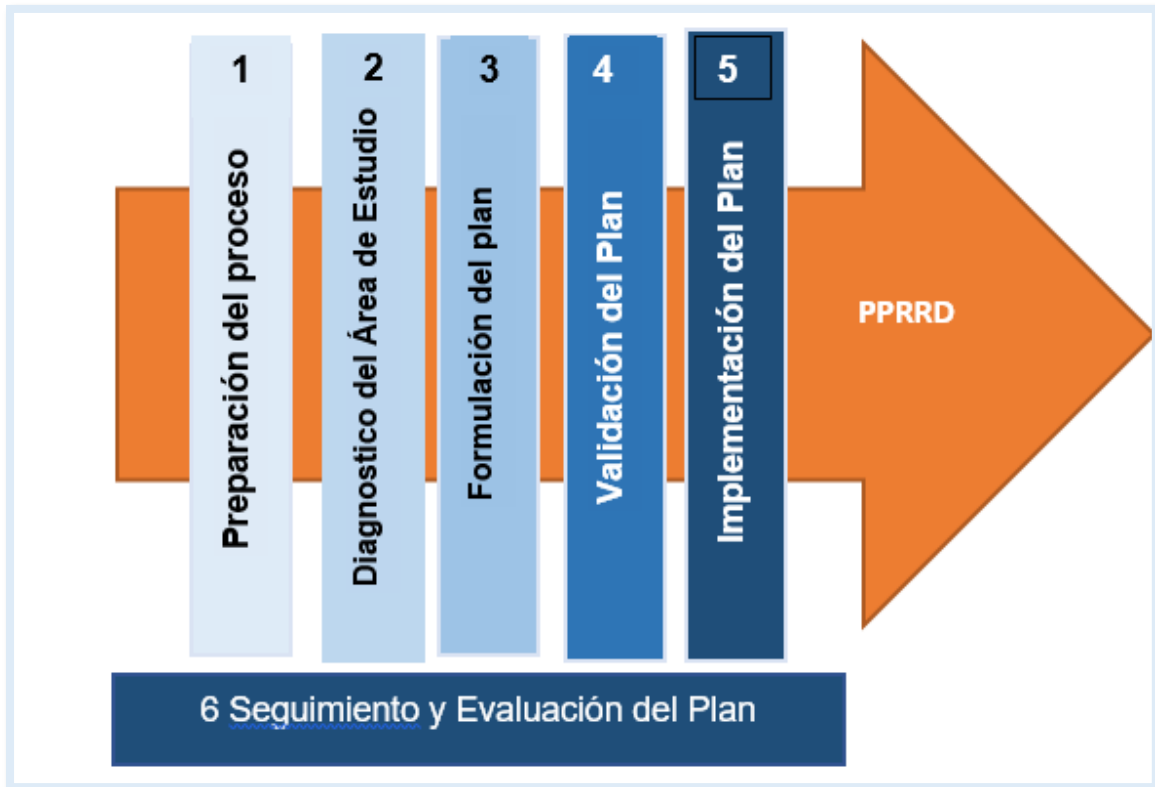 1
Preparación del proceso
2
Diagnostico del Área de Estudio
3
Formulación del plan
4
Validación del Plan
5
Implementación del Plan
PPRRD
6 Seguimiento y Evaluación del Plan